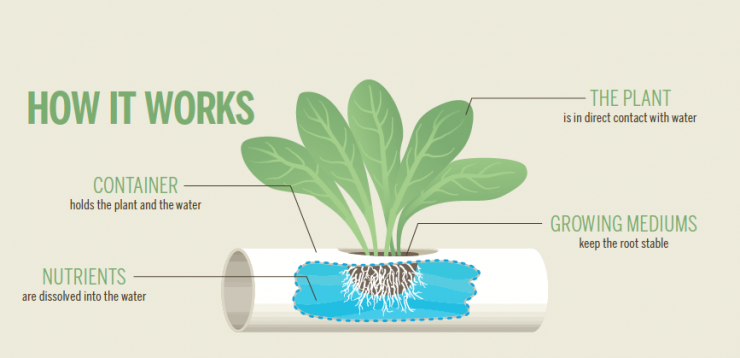 HOW IT WORKS
THE PLANT
is in direct contact with water
CONTAINER
holds the plant and the water
GROWING MEDIUMS
keep the root stable
NUTRIENTS
are dissolved into the water